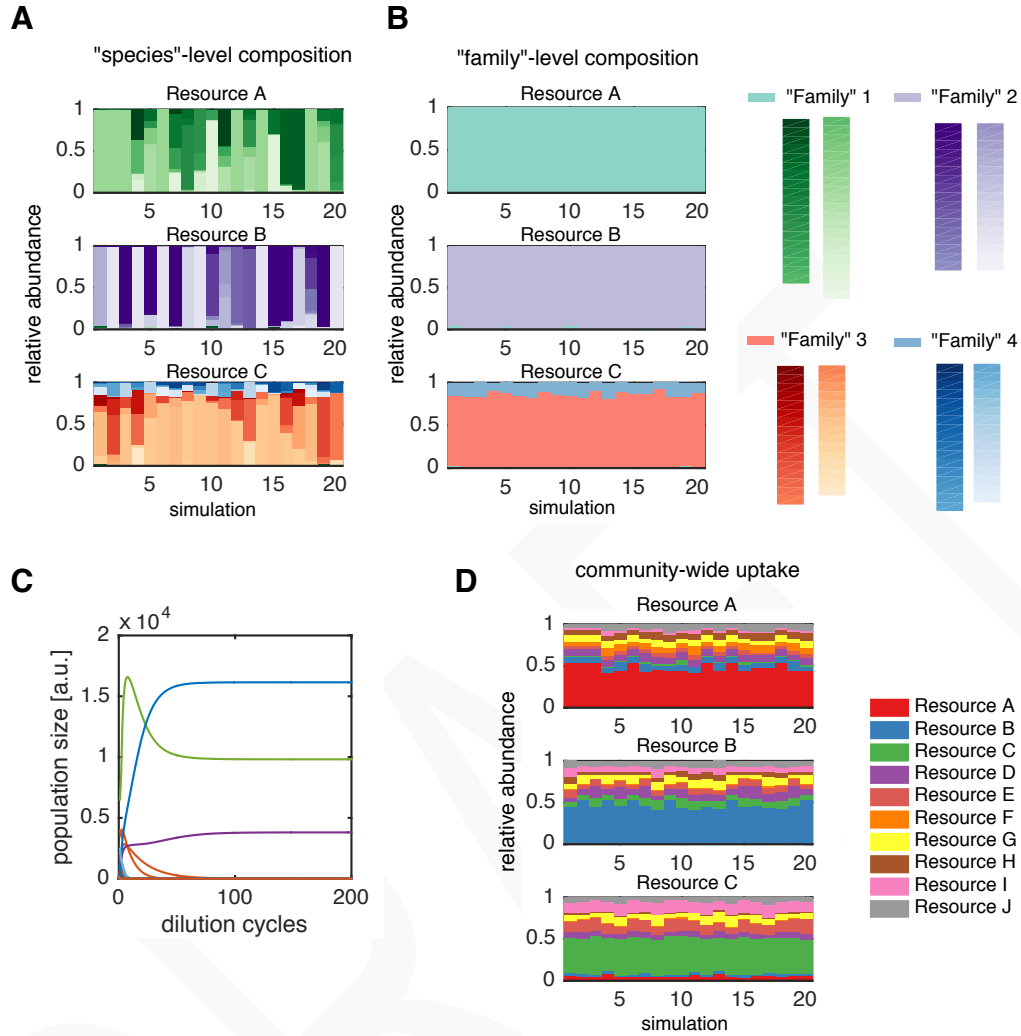 A
"species"-level composition
Resource A
1
0.5
0
5 10 15 20
Resource B
1
0.5
0
5 10 15 20
Resource C
1
0.5
0
5 10 15 20
simulation
relative abundance
B
"family"-level composition
Resource A
1
0.5
0
5 10 15 20
Resource B
1
0.5
0
5 10 15 20
Resource C
1
0.5
0
5 10 15 20
simulation
relative abundance
"Family" 1
"Family" 2
"Family" 3
"Family" 4
C
x 10^4
2
1.5
1
0.5
0
0 100 200
dilution cycles
population size [a.u.]
D
community-wide uptake
Resource A
1
0.5
0
5 10 15 20
Resource B
1
0.5
0
5 10 15 20
Resource C
1
0.5
0
5 10 15 20
simulation
relative abundance
Resource A
Resource B
Resource C
Resource D
Resource E
Resource F
Resource G
Resource H
Resource I
Resource J